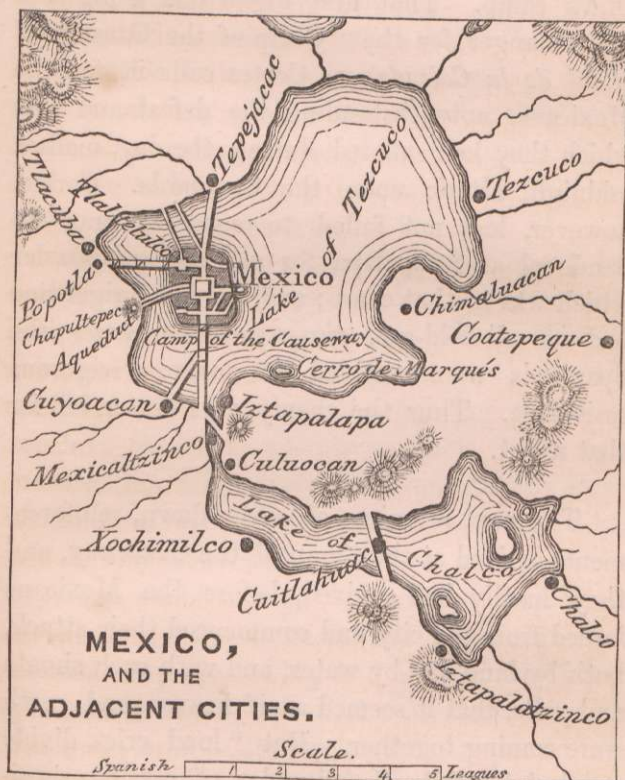 Tepejacac
Tlacuba
Tlaltelulco
Popotla
Chapultepec
Aqueduct
Mexico
Lake of Tezcuco
Tezcuco
Chimaluacan
Coatepeque
Camp of the Causeway
Cerro de Marqués
Cuyoacan
Iztapalapa
Mexicaltzinco
Culuocan
Xochimilco
Lake of Chalco
Cuitlahuac
Chalco
Iztapalatzinco
MEXICO,
AND THE
ADJACENT CITIES.
Scale.
Spanish 1 2 3 4 5 Leagues